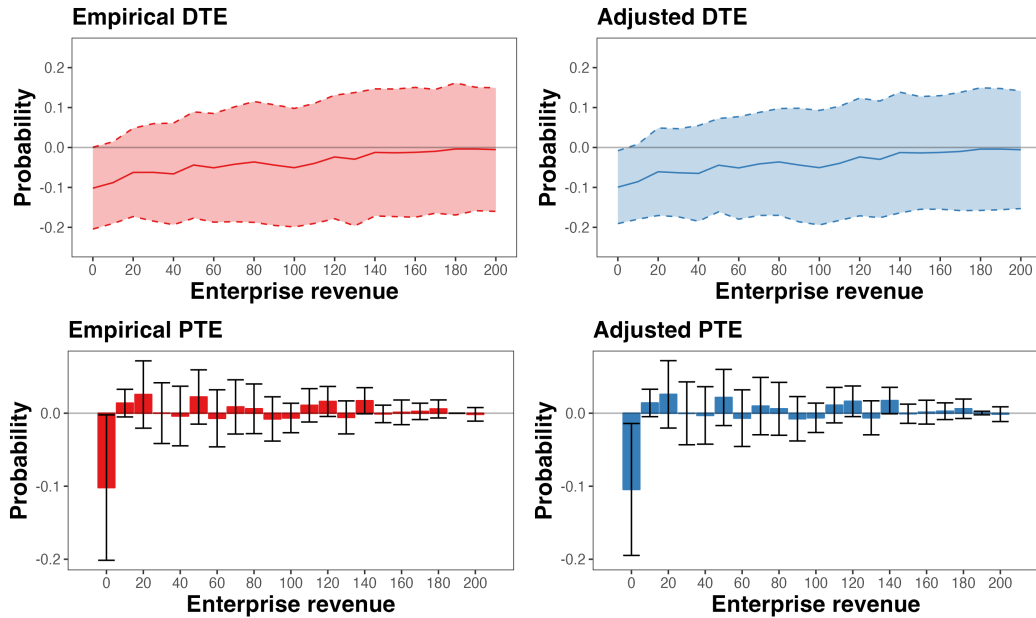 Empirical DTE
Adjusted DTE
Probability
0.2
0.1
0.0
-0.1
-0.2
0 20 40 60 80 100 120 140 160 180 200
Enterprise revenue
Probability
0.2
0.1
0.0
-0.1
-0.2
0 20 40 60 80 100 120 140 160 180 200
Enterprise revenue
Empirical PTE
Adjusted PTE
Probability
0.0
-0.1
-0.2
0 20 40 60 80 100 120 140 160 180 200
Enterprise revenue
Probability
0.0
-0.1
-0.2
0 20 40 60 80 100 120 140 160 180 200
Enterprise revenue